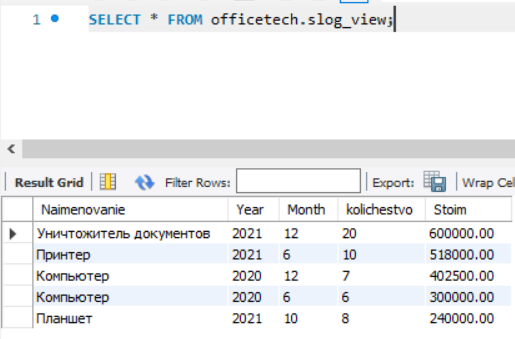 1 SELECT * FROM officetech.slog_view;
Result Grid Filter Rows: Export: Wrap Cel
Naimenovanie Year Month kolichestvo Stoim
Уничтожитель документов 2021 12 20 600000.00
Принтер 2021 6 10 518000.00
Компьютер 2020 12 7 402500.00
Компьютер 2020 6 6 300000.00
Планшет 2021 10 8 240000.00